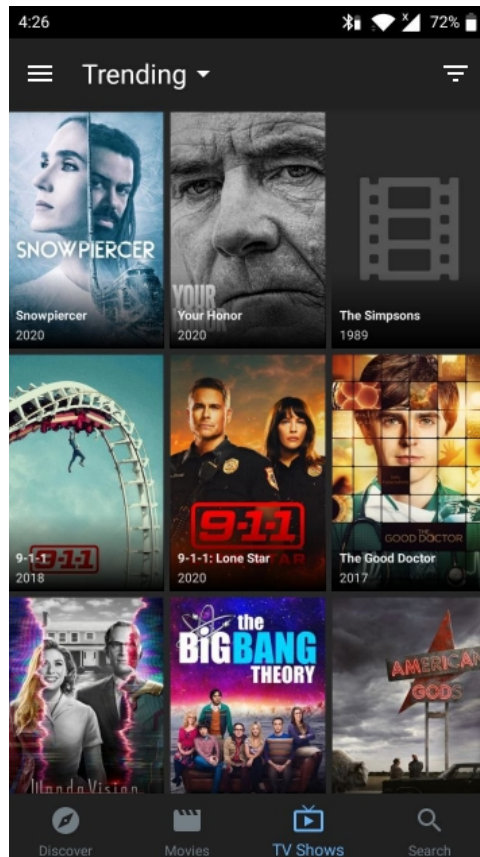 4:26
72%
Trending
SNOWPIERCER
Snowpiercer
2020
YOUR
Your Honor
2020
The Simpsons
1989
9-1-1
9-1-1
2018
9-1-1
9-1-1: Lone Star
2020
THE
GOOD DOCTOR
The Good Doctor
2017
WandaVision
the
BIGBANG
THEORY
AMERICAN
GODS
Discover
Movies
TV Shows
Search